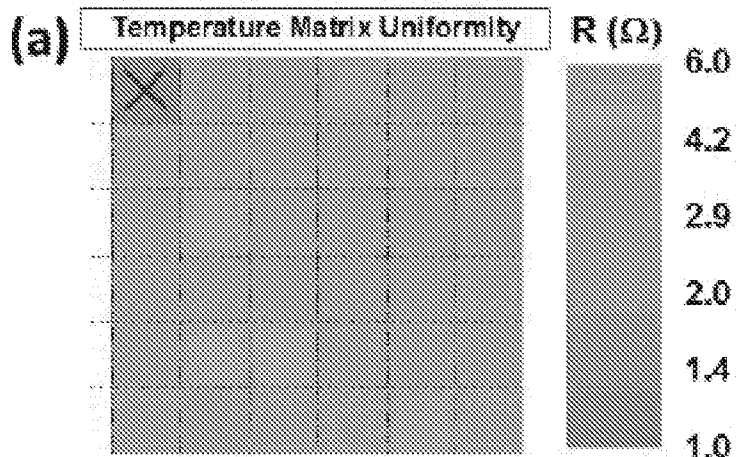 (a)
Temperature Matrix Uniformity
R (Ω)
6.0
4.2
2.9
2.0
1.4
1.0